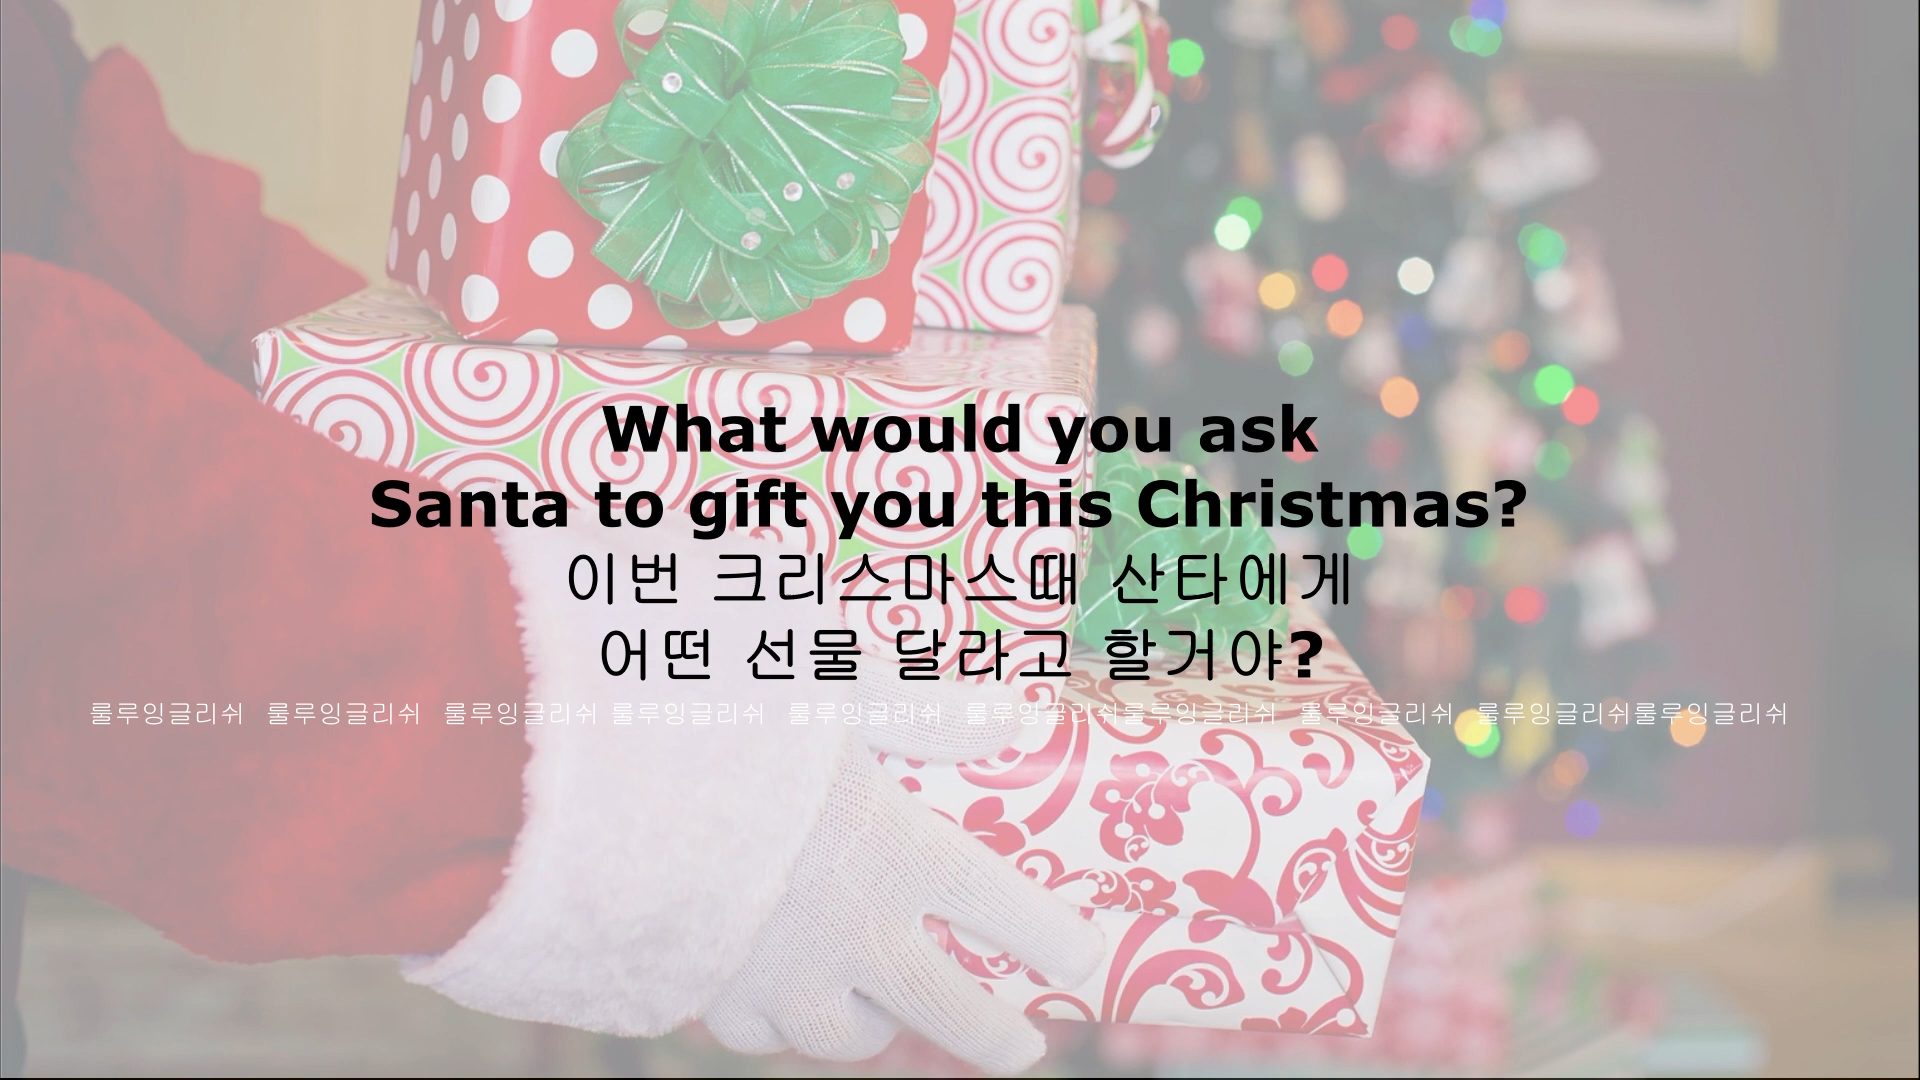 What would you ask
Santa to gift you this Christmas?
이번 크리스마스때 산타에게
어떤 선물 달라고 할거야?
룰루잉글리쉬 룰루잉글리쉬 룰루잉글리쉬 룰루잉글리쉬 룰루잉글리쉬 룰루잉글리쉬룰루잉글리쉬 룰루잉글리쉬 룰루잉글리쉬룰루잉글리쉬